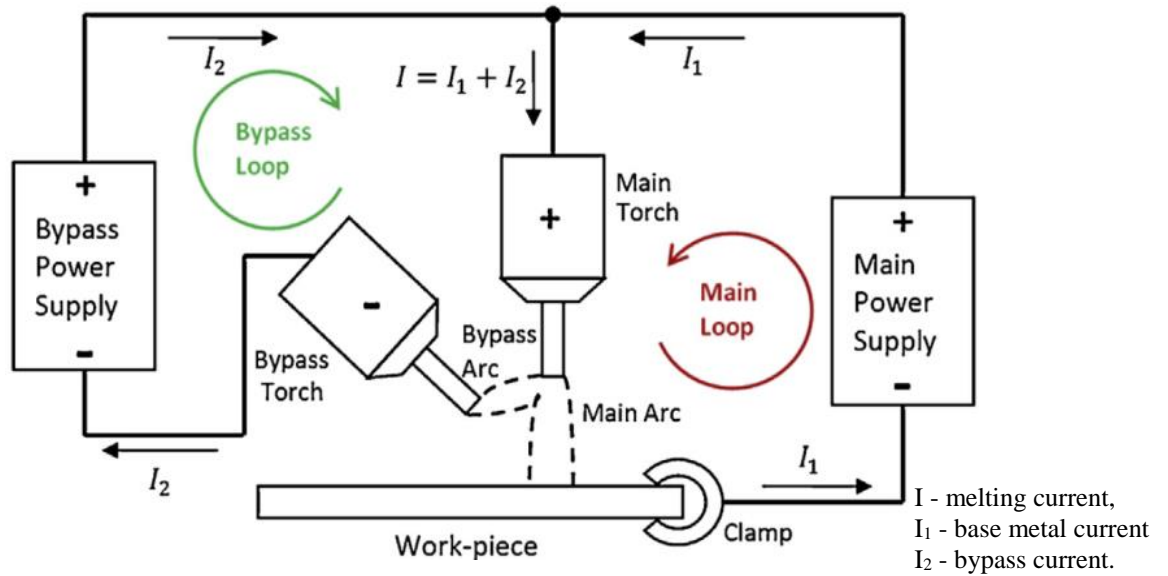 I₂
I = I₁ + I₂
I₁
Bypass
Loop
+
Bypass
Power
Supply
-
Main
Torch
+
Main
Loop
+
Main
Power
Supply
-
-
Bypass
Torch
Bypass
Arc
Main Arc
I₂
I₁
Work-piece
Clamp
I - melting current,
I₁ - base metal current
I₂ - bypass current.